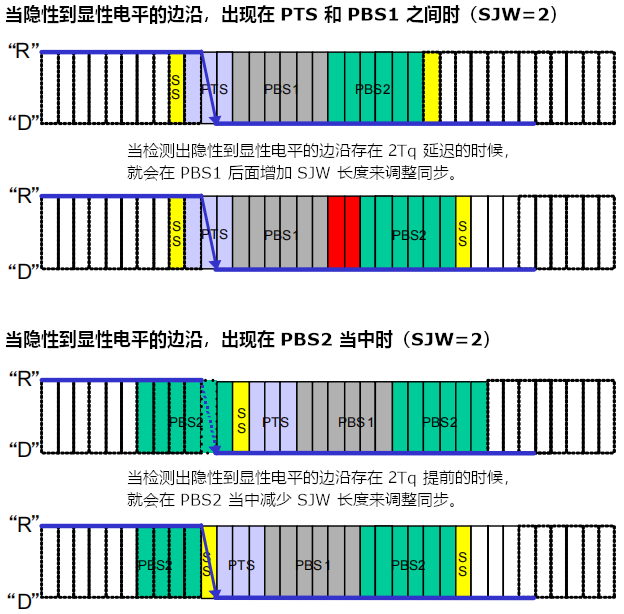 当隐性到显性电平的边沿，出现在 PTS 和 PBS1 之间时（SJW=2）
“R”
SS PTS PBS1 PBS2
“D”
当检测出隐性到显性电平的边沿存在 2Tq 延迟的时候，
就会在 PBS1 后面增加 SJW 长度来调整同步。
“R”
SS PTS PBS1 PBS2 SS
“D”
当隐性到显性电平的边沿，出现在 PBS2 当中时（SJW=2）
“R”
PBS2 SS PTS PBS1 PBS2
“D”
当检测出隐性到显性电平的边沿存在 2Tq 提前的时候，
就会在 PBS2 当中减少 SJW 长度来调整同步。
“R”
PBS2 SS PTS PBS1 PBS2 SS
“D”